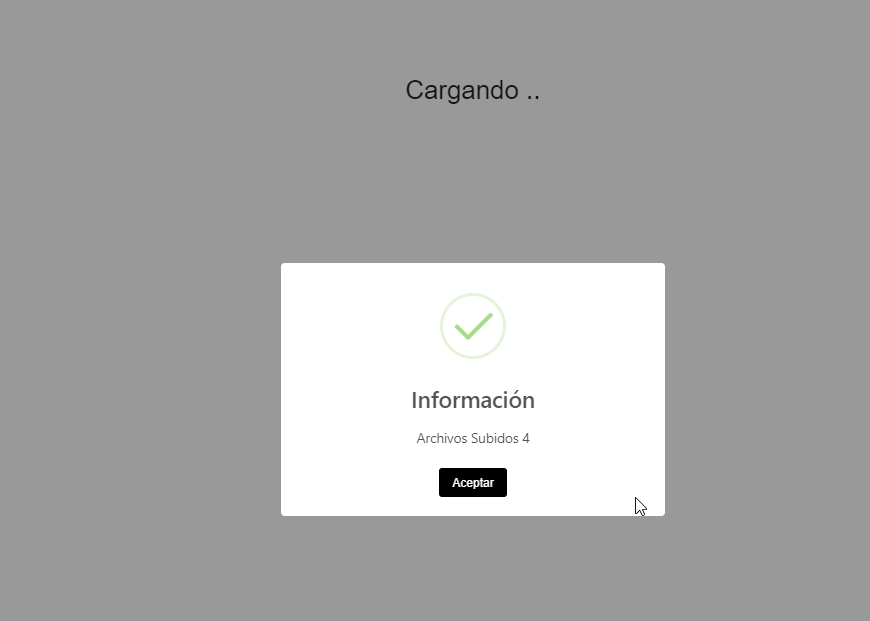 Cargando ..
Información
Archivos Subidos 4
Aceptar